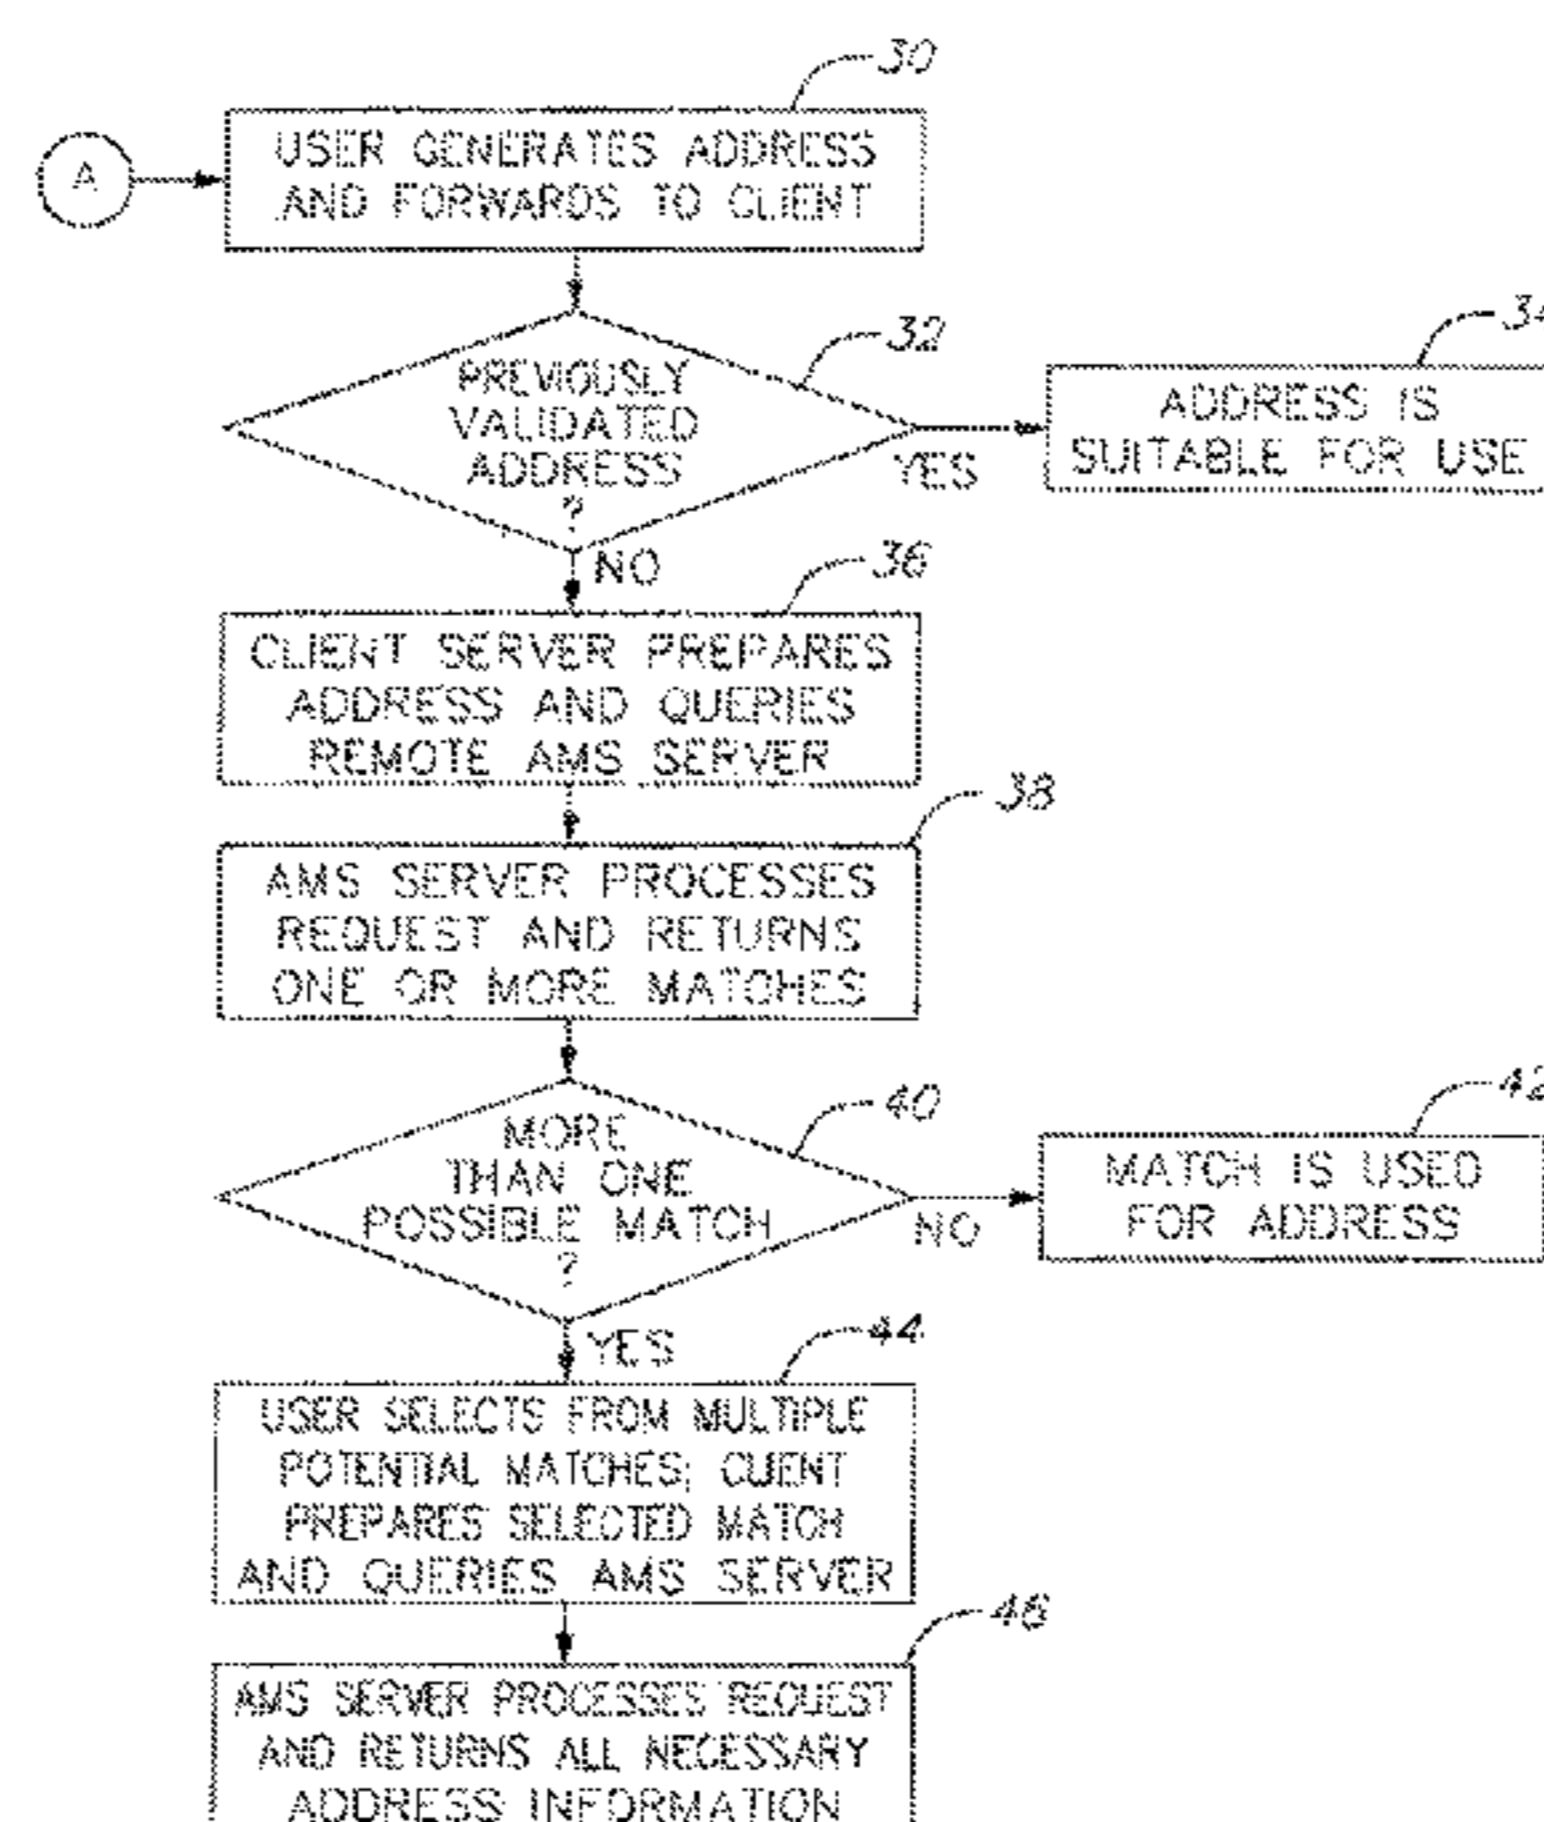 30
A
USER GENERATES ADDRESS
AND FORWARDS TO CLIENT
32
PREVIOUSLY
VALIDATED
ADDRESS
?
YES
34
ADDRESS IS
SUITABLE FOR USE
NO
36
CLIENT SERVER PREPARES
ADDRESS AND QUERIES
REMOTE AMS SERVER
38
AMS SERVER PROCESSES
REQUEST AND RETURNS
ONE OR MORE MATCHES
40
MORE
THAN ONE
POSSIBLE MATCH
?
NO
42
MATCH IS USED
FOR ADDRESS
YES
44
USER SELECTS FROM MULTIPLE
POTENTIAL MATCHES; CLIENT
PREPARES SELECTED MATCH
AND QUERIES AMS SERVER
46
AMS SERVER PROCESSES REQUEST
AND RETURNS ALL NECESSARY
ADDRESS INFORMATION